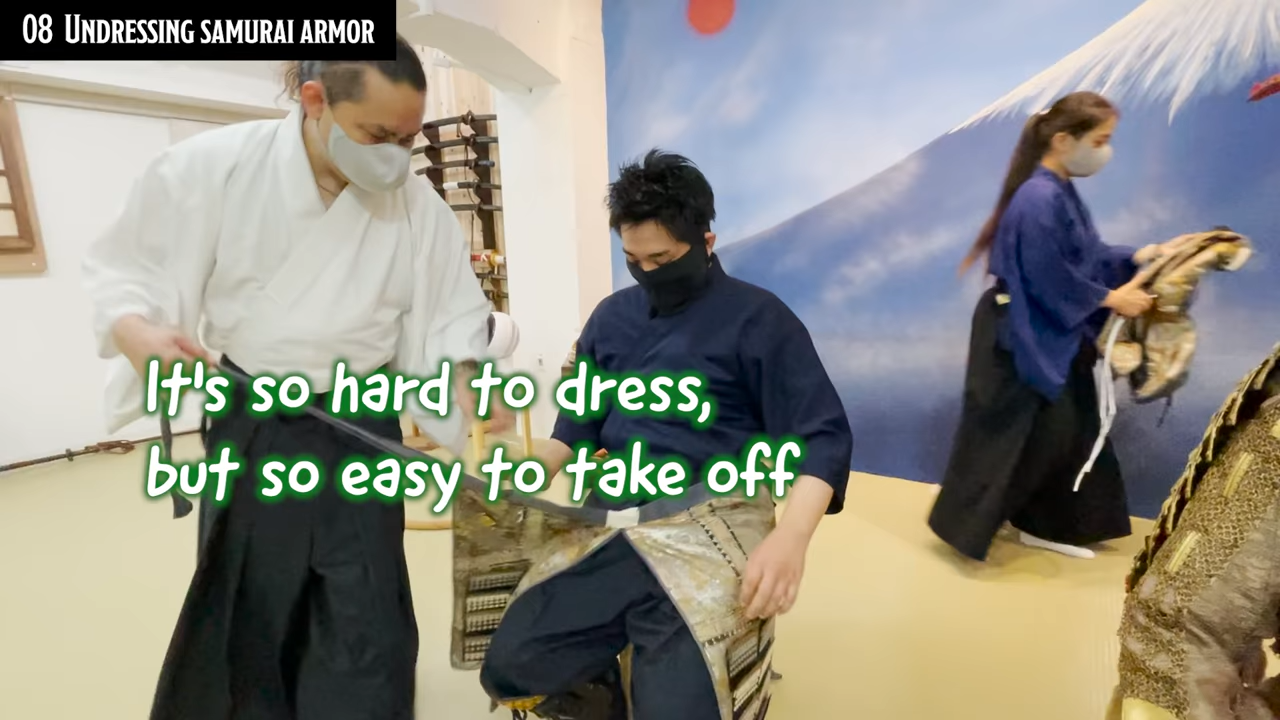 08 Undressing samurai armor
It's so hard to dress,
but so easy to take off